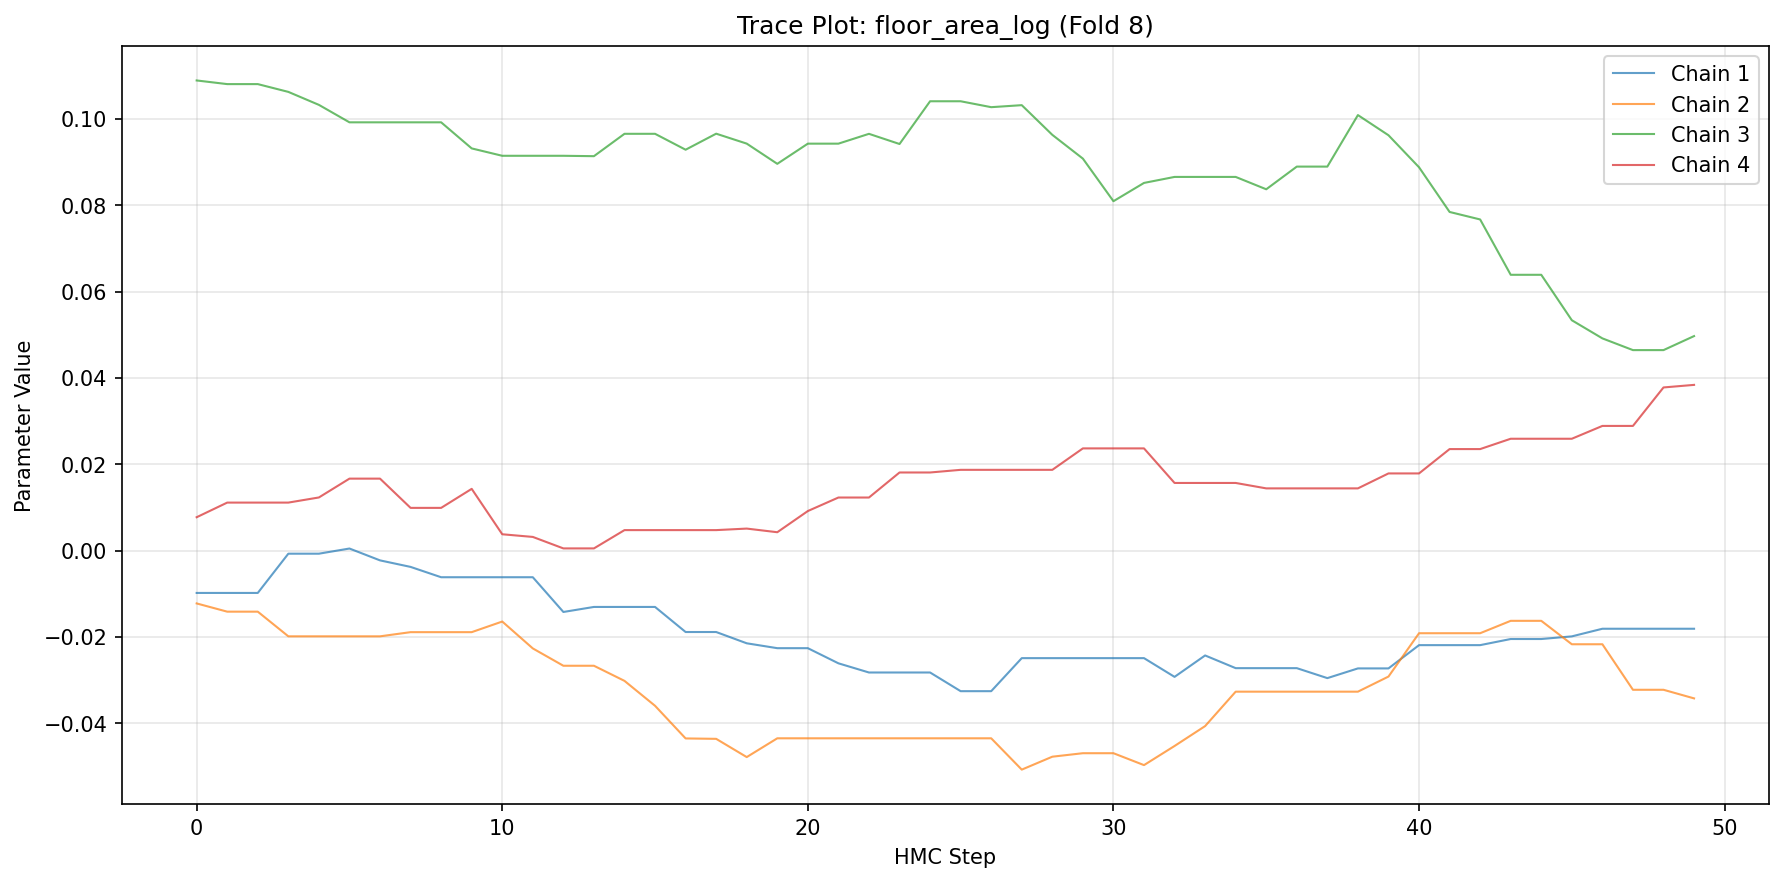 Trace Plot: floor_area_log (Fold 8)
Chain 1
Chain 2
Chain 3
Chain 4
0.10
0.08
0.06
0.04
0.02
0.00
−0.02
−0.04
Parameter Value
0 10 20 30 40 50
HMC Step